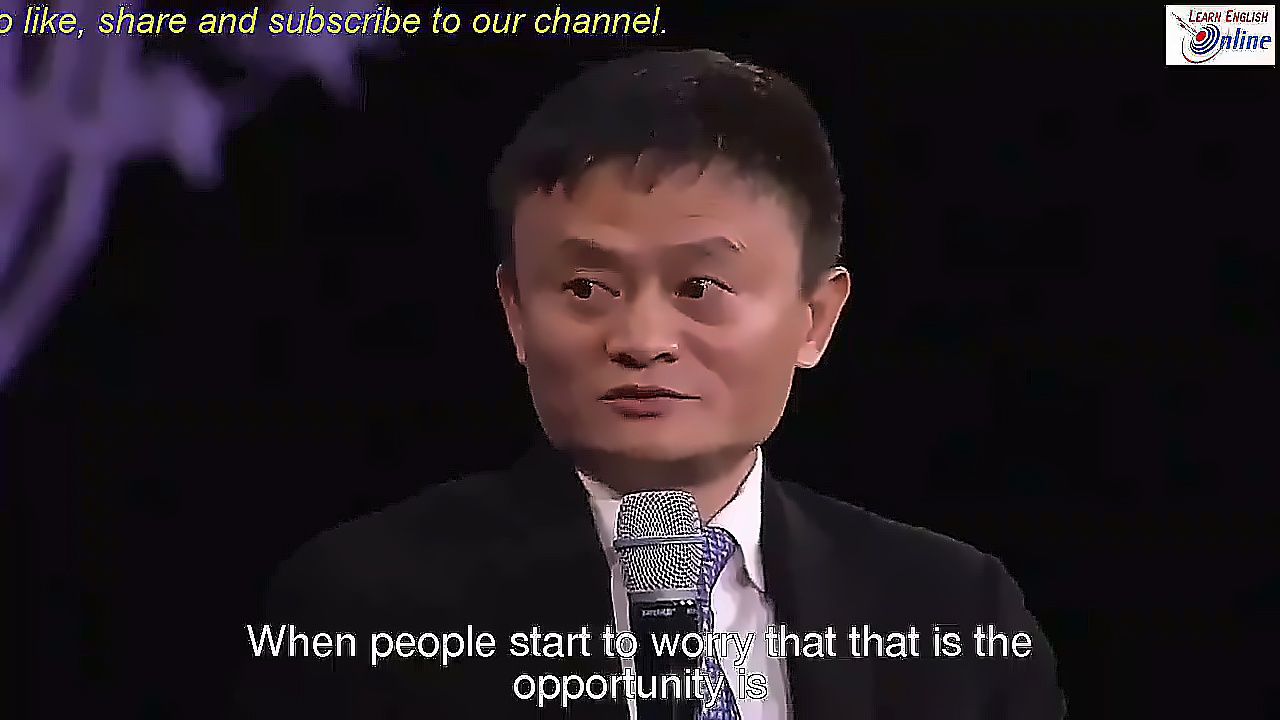 o like, share and subscribe to our channel.
LEARN ENGLISH
Online
When people start to worry that that is the
opportunity is